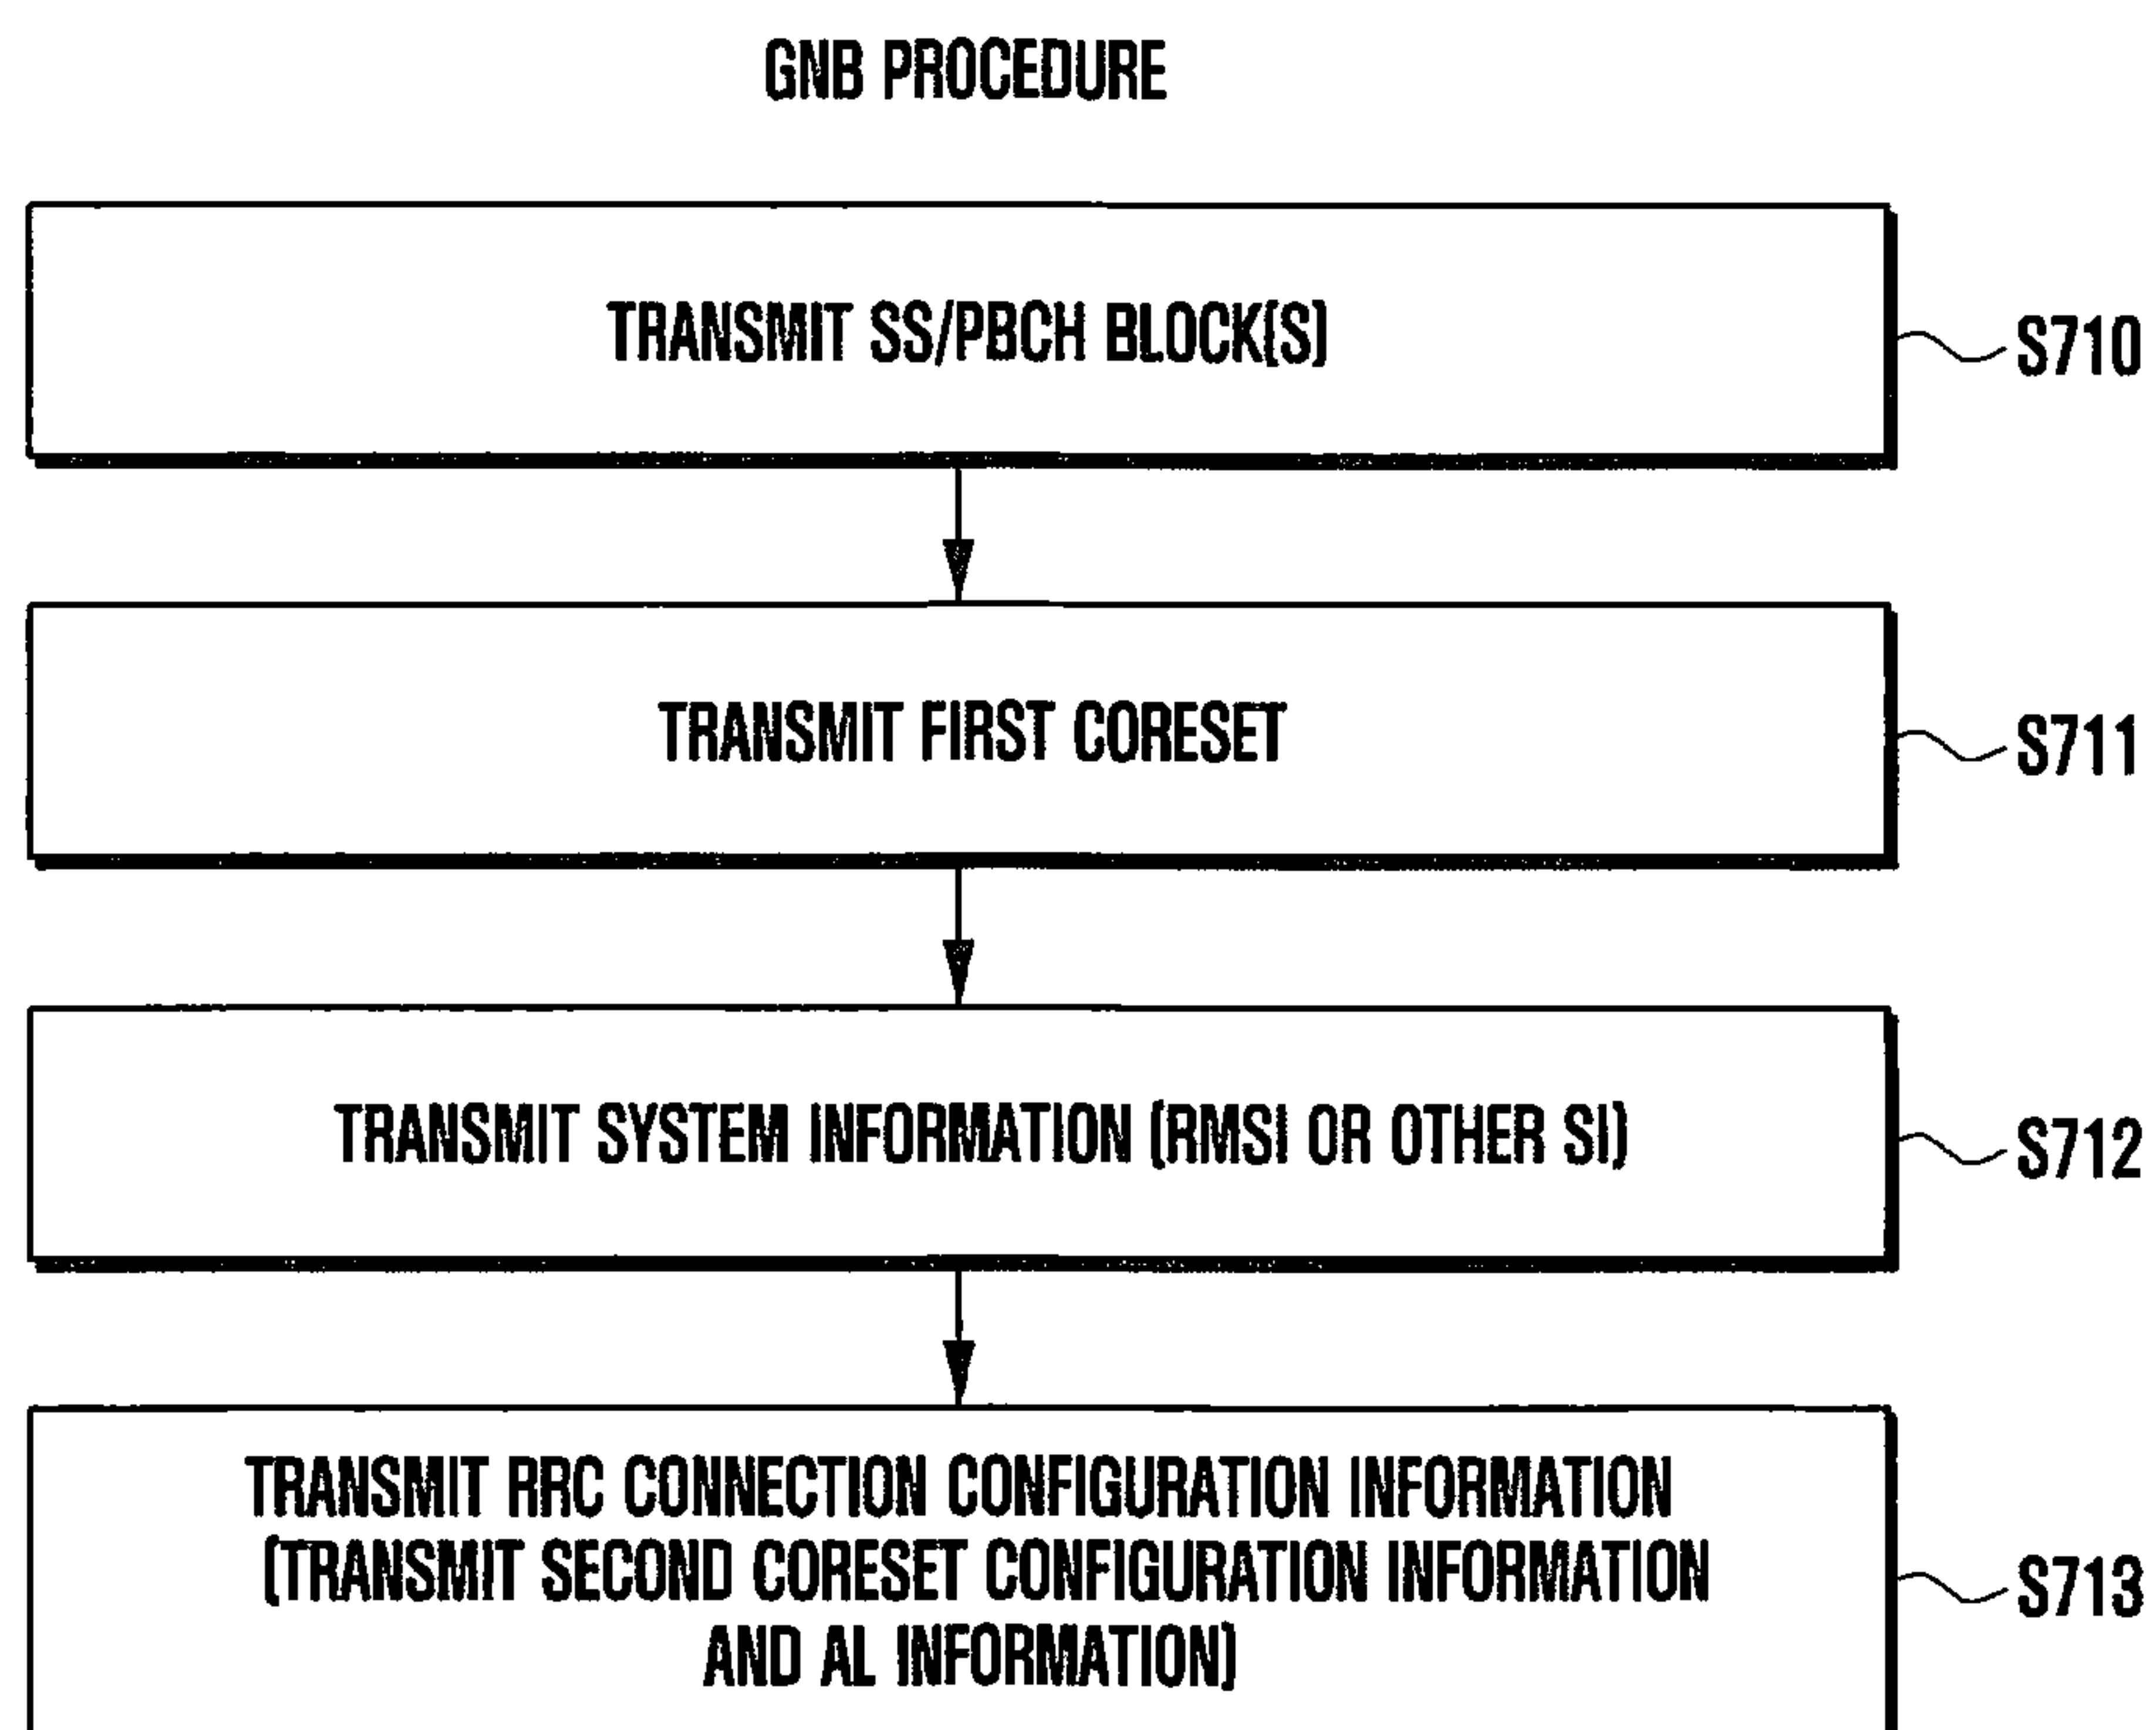 GNB PROCEDURE
TRANSMIT SS/PBCH BLOCK(S)
S710
TRANSMIT FIRST CORESET
S711
TRANSMIT SYSTEM INFORMATION (RMSI OR OTHER SI)
S712
TRANSMIT RRC CONNECTION CONFIGURATION INFORMATION
(TRANSMIT SECOND CORESET CONFIGURATION INFORMATION
AND AL INFORMATION)
S713